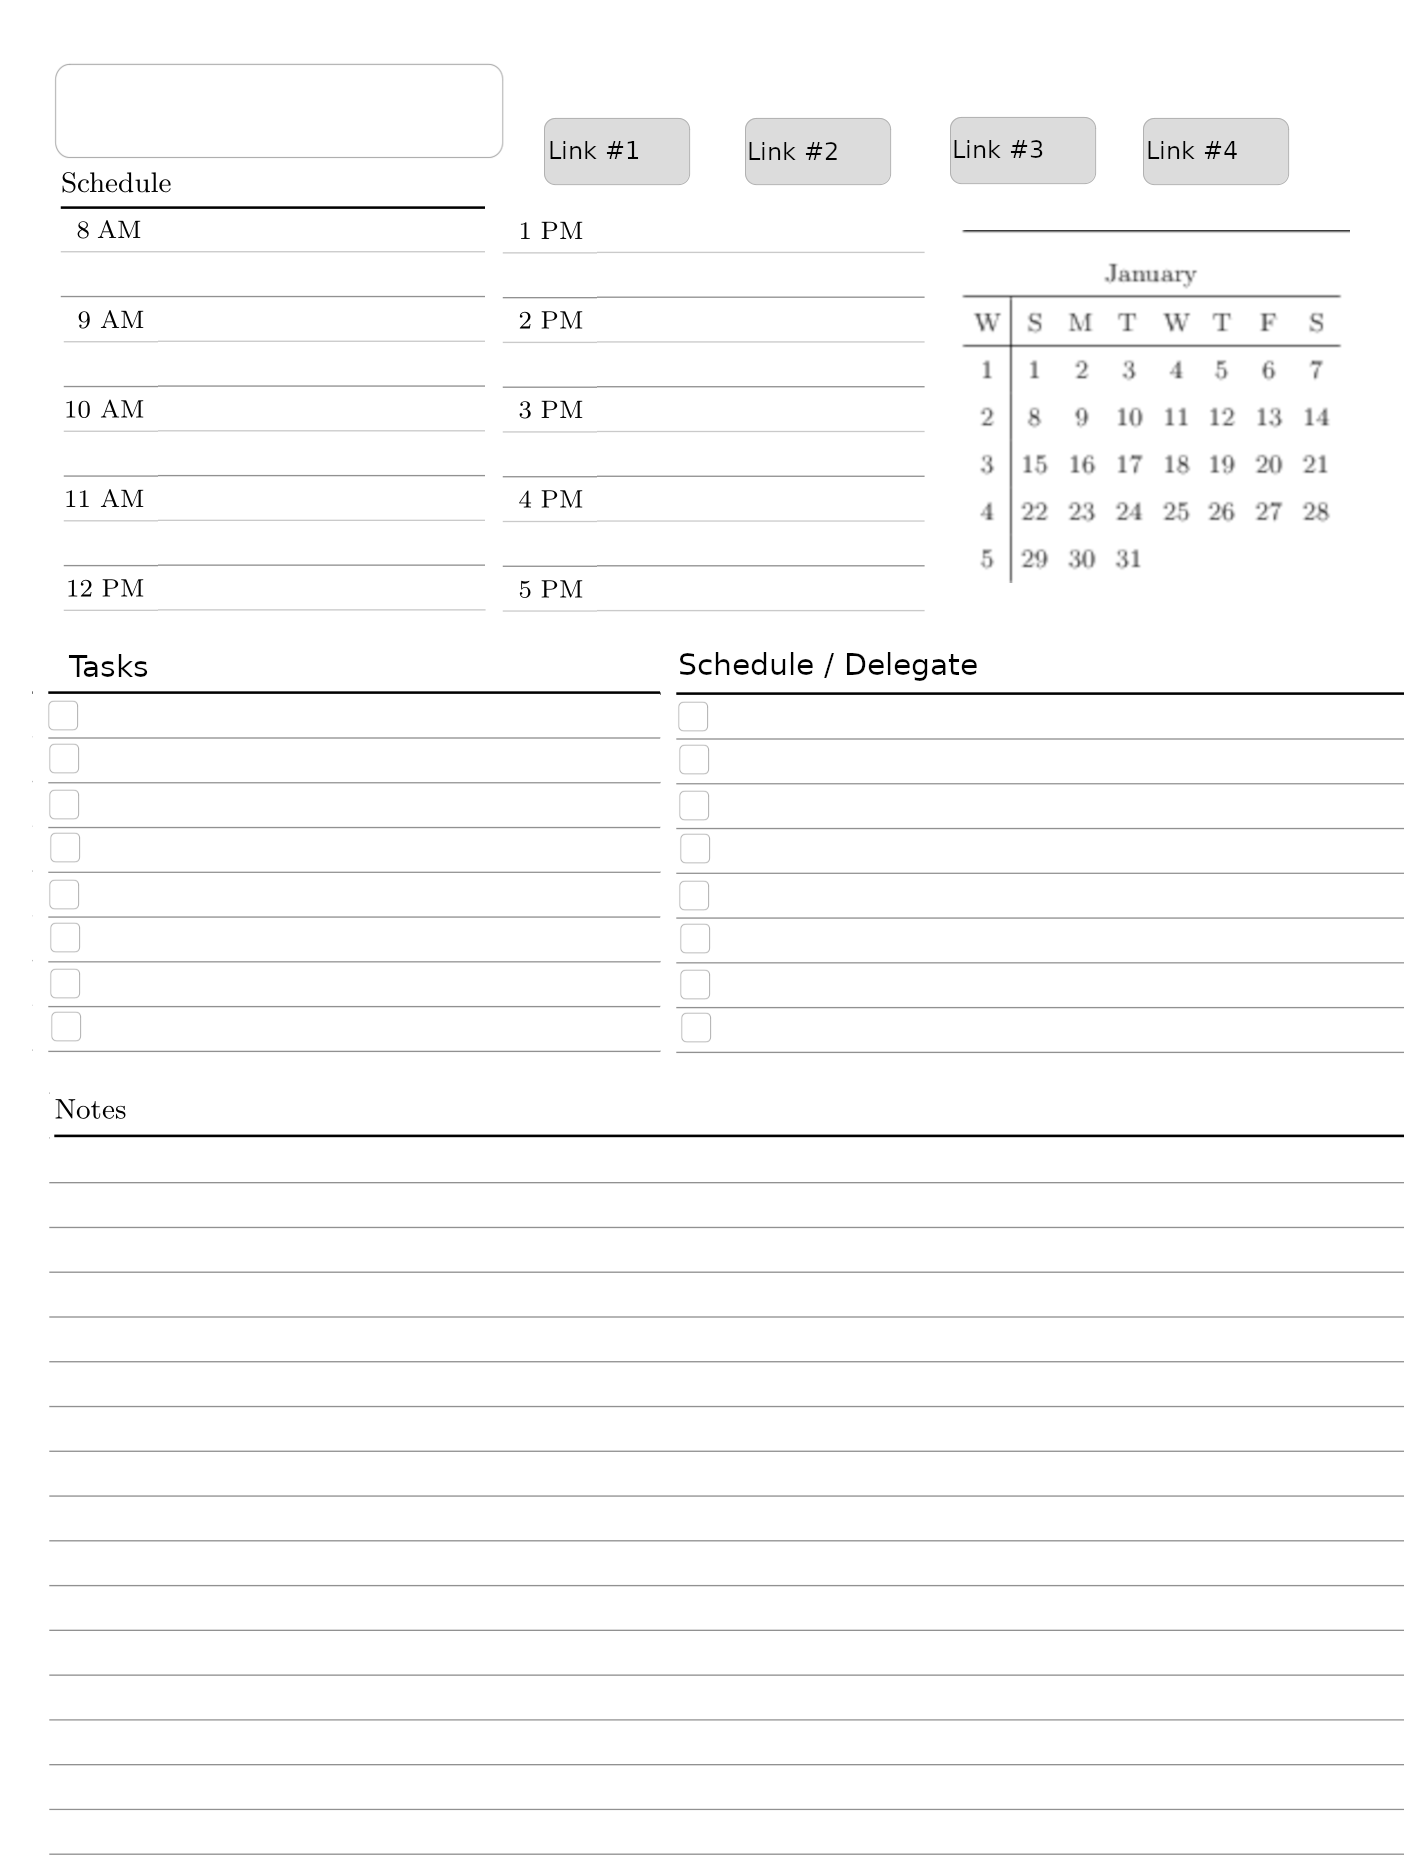 Link #1 Link #2 Link #3 Link #4
Schedule
8 AM
9 AM
10 AM
11 AM
12 PM
1 PM
2 PM
3 PM
4 PM
5 PM
January
W S M T W T F S
1 1 2 3 4 5 6 7
2 8 9 10 11 12 13 14
3 15 16 17 18 19 20 21
4 22 23 24 25 26 27 28
5 29 30 31
Tasks
Schedule / Delegate
Notes